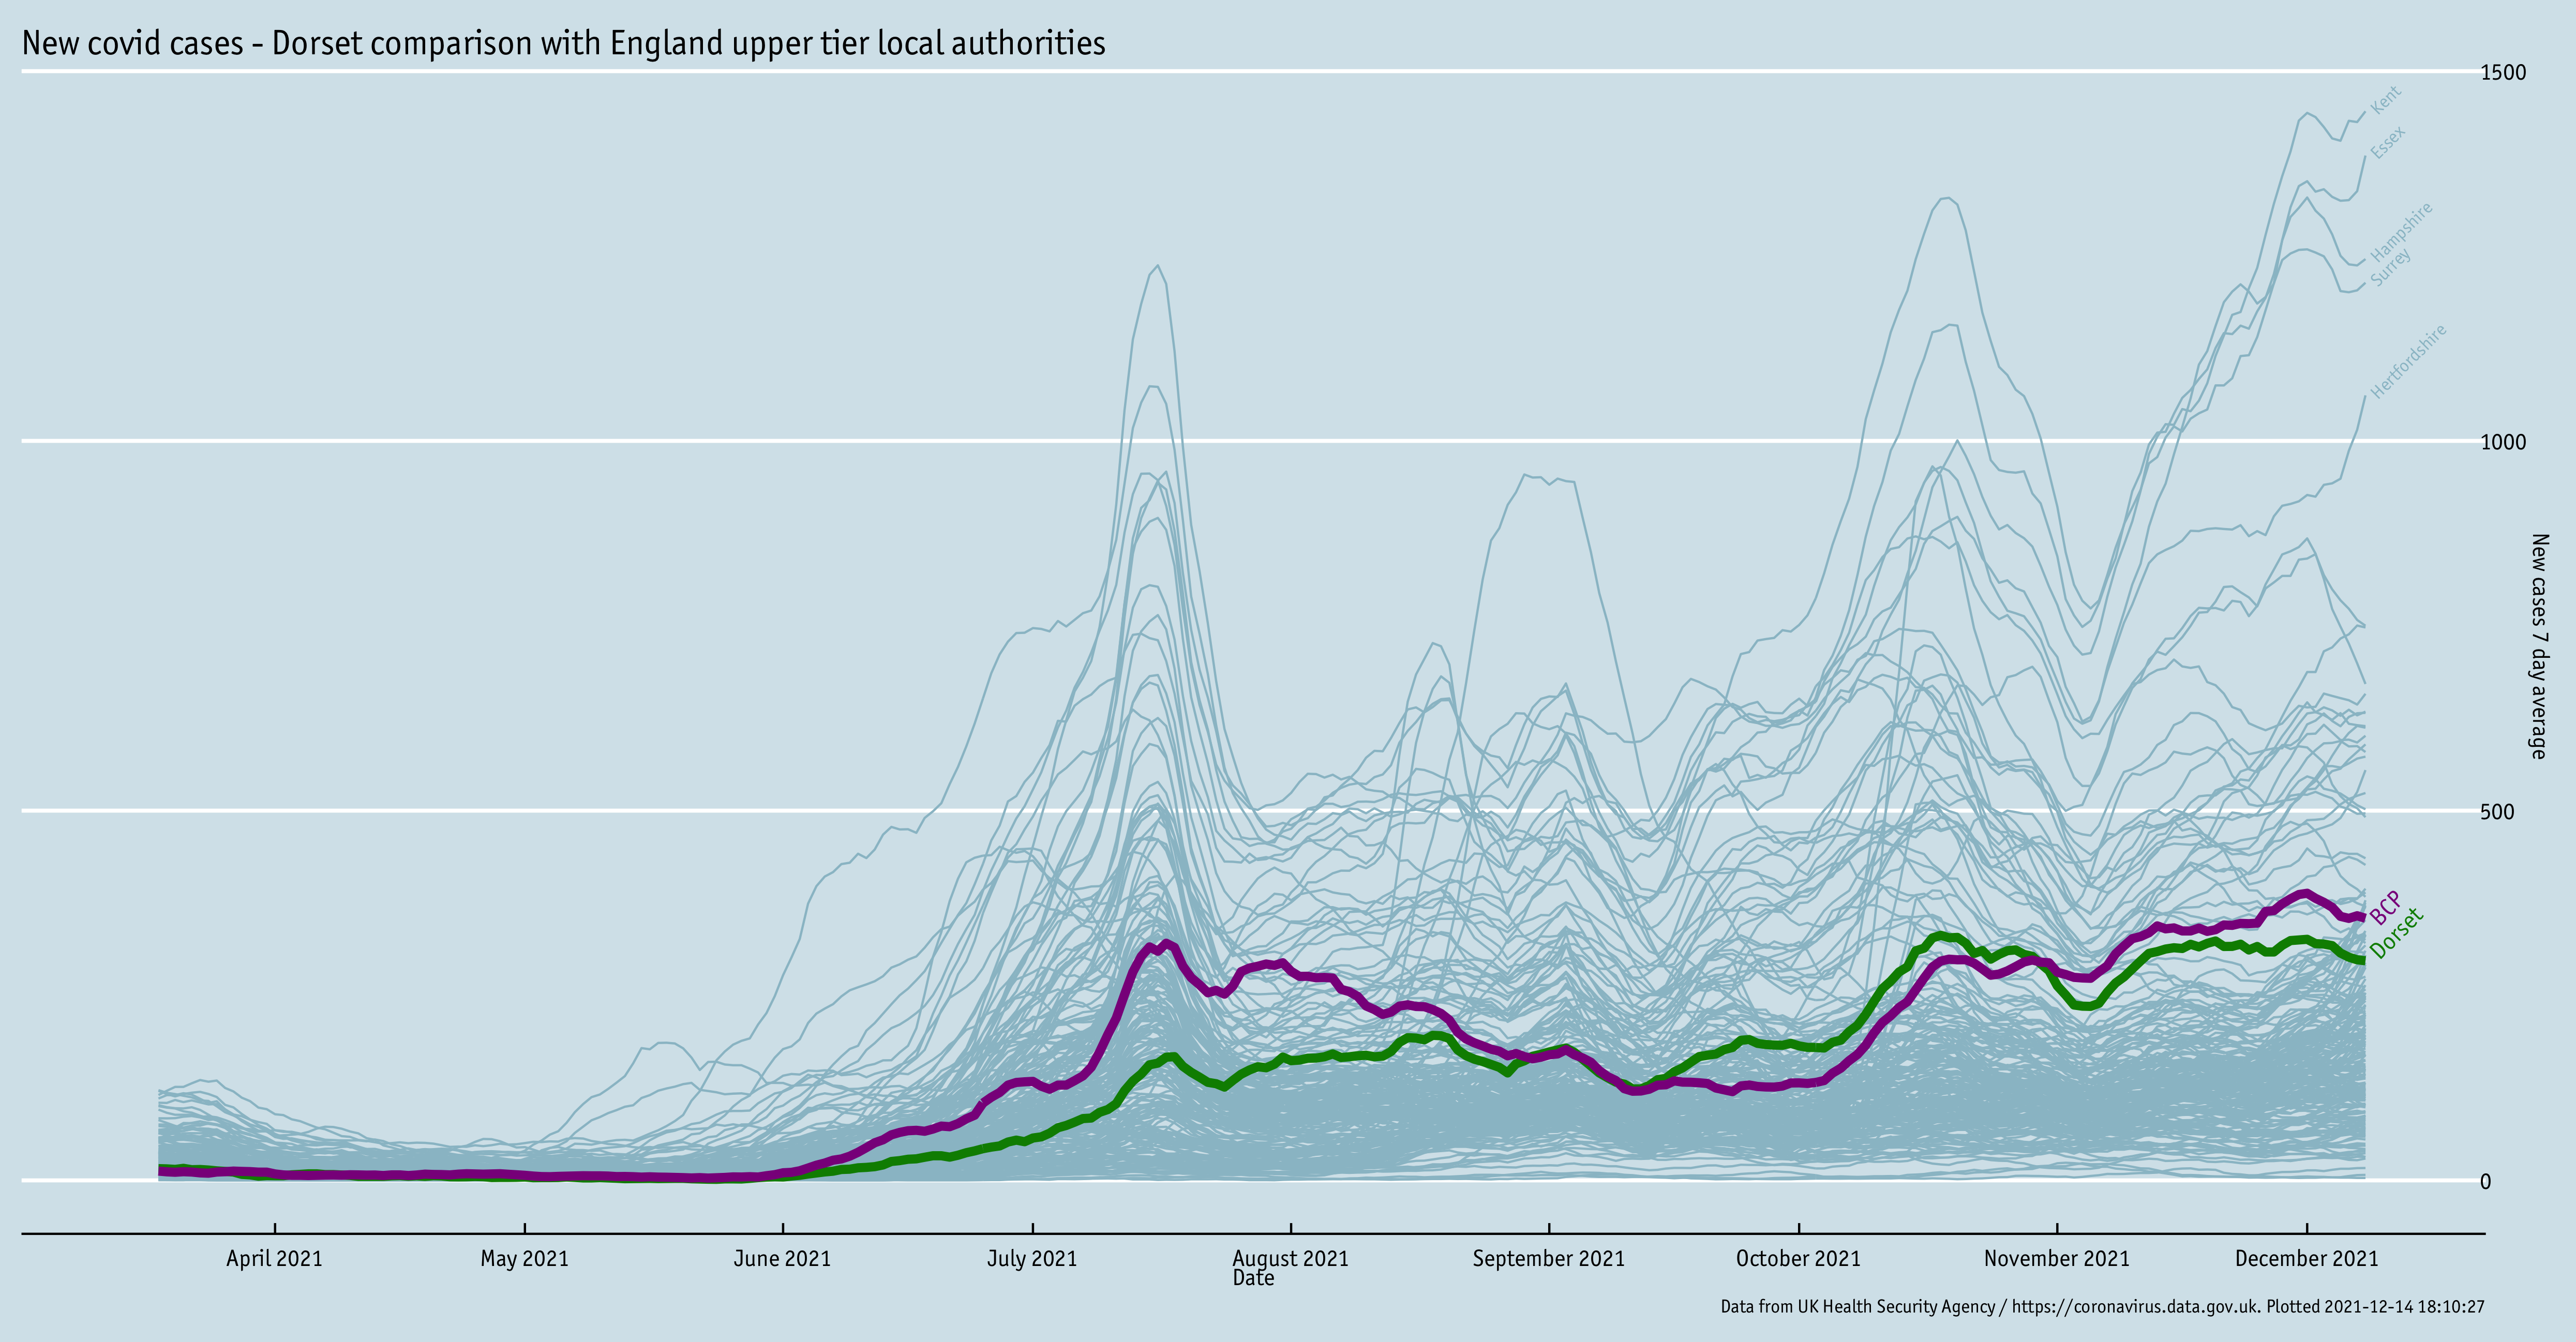 New covid cases - Dorset comparison with England upper tier local authorities
1500
Kent
Essex
Hampshire
Surrey
Hertfordshire
1000
New cases 7 day average
500
BCP
Dorset
0
April 2021
May 2021
June 2021
July 2021
August 2021
September 2021
October 2021
November 2021
December 2021
Date
Data from UK Health Security Agency / https://coronavirus.data.gov.uk. Plotted 2021-12-14 18:10:27